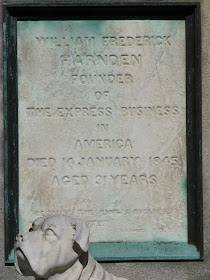 WILLIAM FREDERICK
HARNDEN
FOUNDER
OF
THE EXPRESS BUSINESS
IN
AMERICA
DIED 14 JANUARY 1845
AGED 31 YEARS